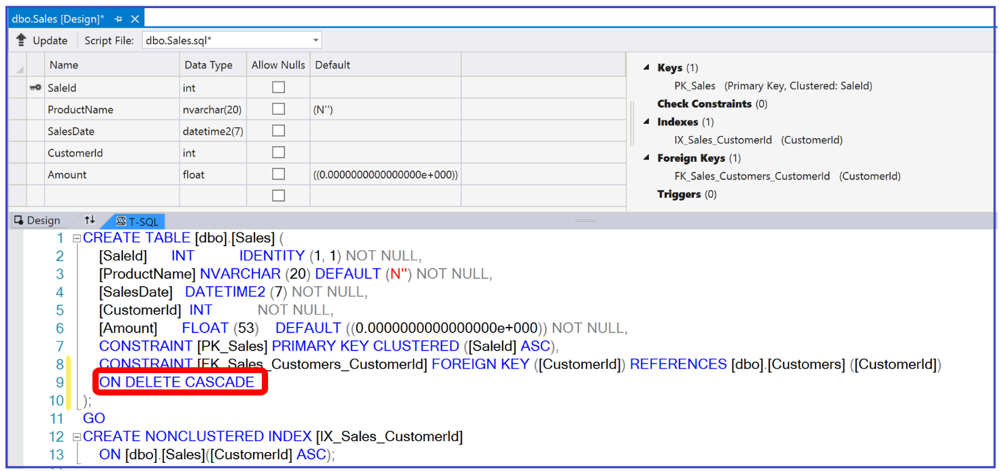 dbo.Sales [Design]*
Update Script File: dbo.Sales.sql*
Name Data Type Allow Nulls Default
SaleId int
ProductName nvarchar(20) (N'')
SalesDate datetime2(7)
CustomerId int
Amount float ((0.0000000000000000e+000))
Keys (1)
PK_Sales (Primary Key, Clustered: SaleId)
Check Constraints (0)
Indexes (1)
IX_Sales_CustomerId (CustomerId)
Foreign Keys (1)
FK_Sales_Customers_CustomerId (CustomerId)
Triggers (0)
Design T-SQL
1 CREATE TABLE [dbo].[Sales] (
2 [SaleId] INT IDENTITY (1, 1) NOT NULL,
3 [ProductName] NVARCHAR (20) DEFAULT (N'') NOT NULL,
4 [SalesDate] DATETIME2 (7) NOT NULL,
5 [CustomerId] INT NOT NULL,
6 [Amount] FLOAT (53) DEFAULT ((0.0000000000000000e+000)) NOT NULL,
7 CONSTRAINT [PK_Sales] PRIMARY KEY CLUSTERED ([SaleId] ASC),
8 CONSTRAINT [FK_Sales_Customers_CustomerId] FOREIGN KEY ([CustomerId]) REFERENCES [dbo].[Customers] ([CustomerId])
9 ON DELETE CASCADE
10 );
11 GO
12 CREATE NONCLUSTERED INDEX [IX_Sales_CustomerId]
13 ON [dbo].[Sales]([CustomerId] ASC);